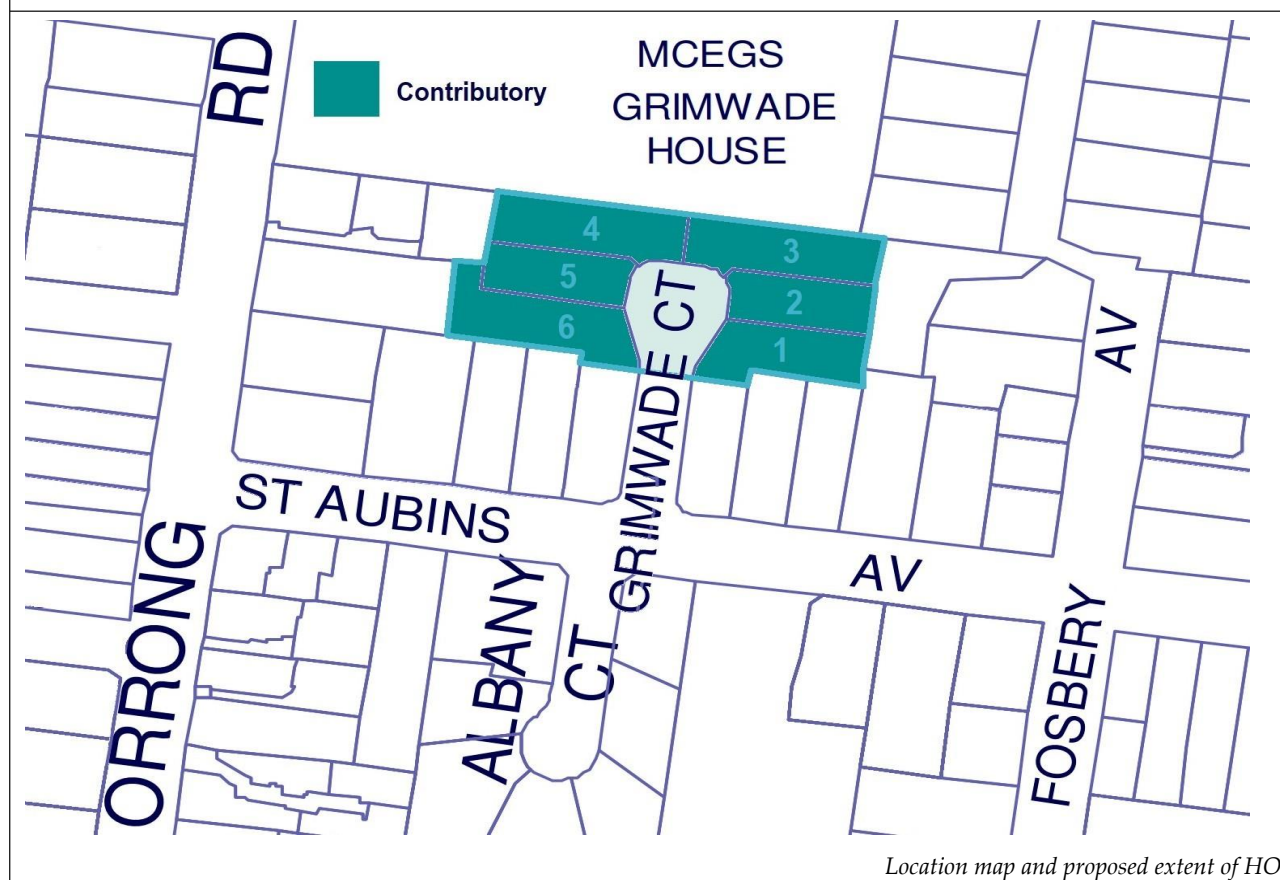 RD
Contributory
MCEGS
GRIMWADE
HOUSE
4
3
5
2
6
1
GRIMWADE CT
AV
ST AUBINS
AV
ORRONG
ALBANY
CT
FOSBERY
Location map and proposed extent of HO